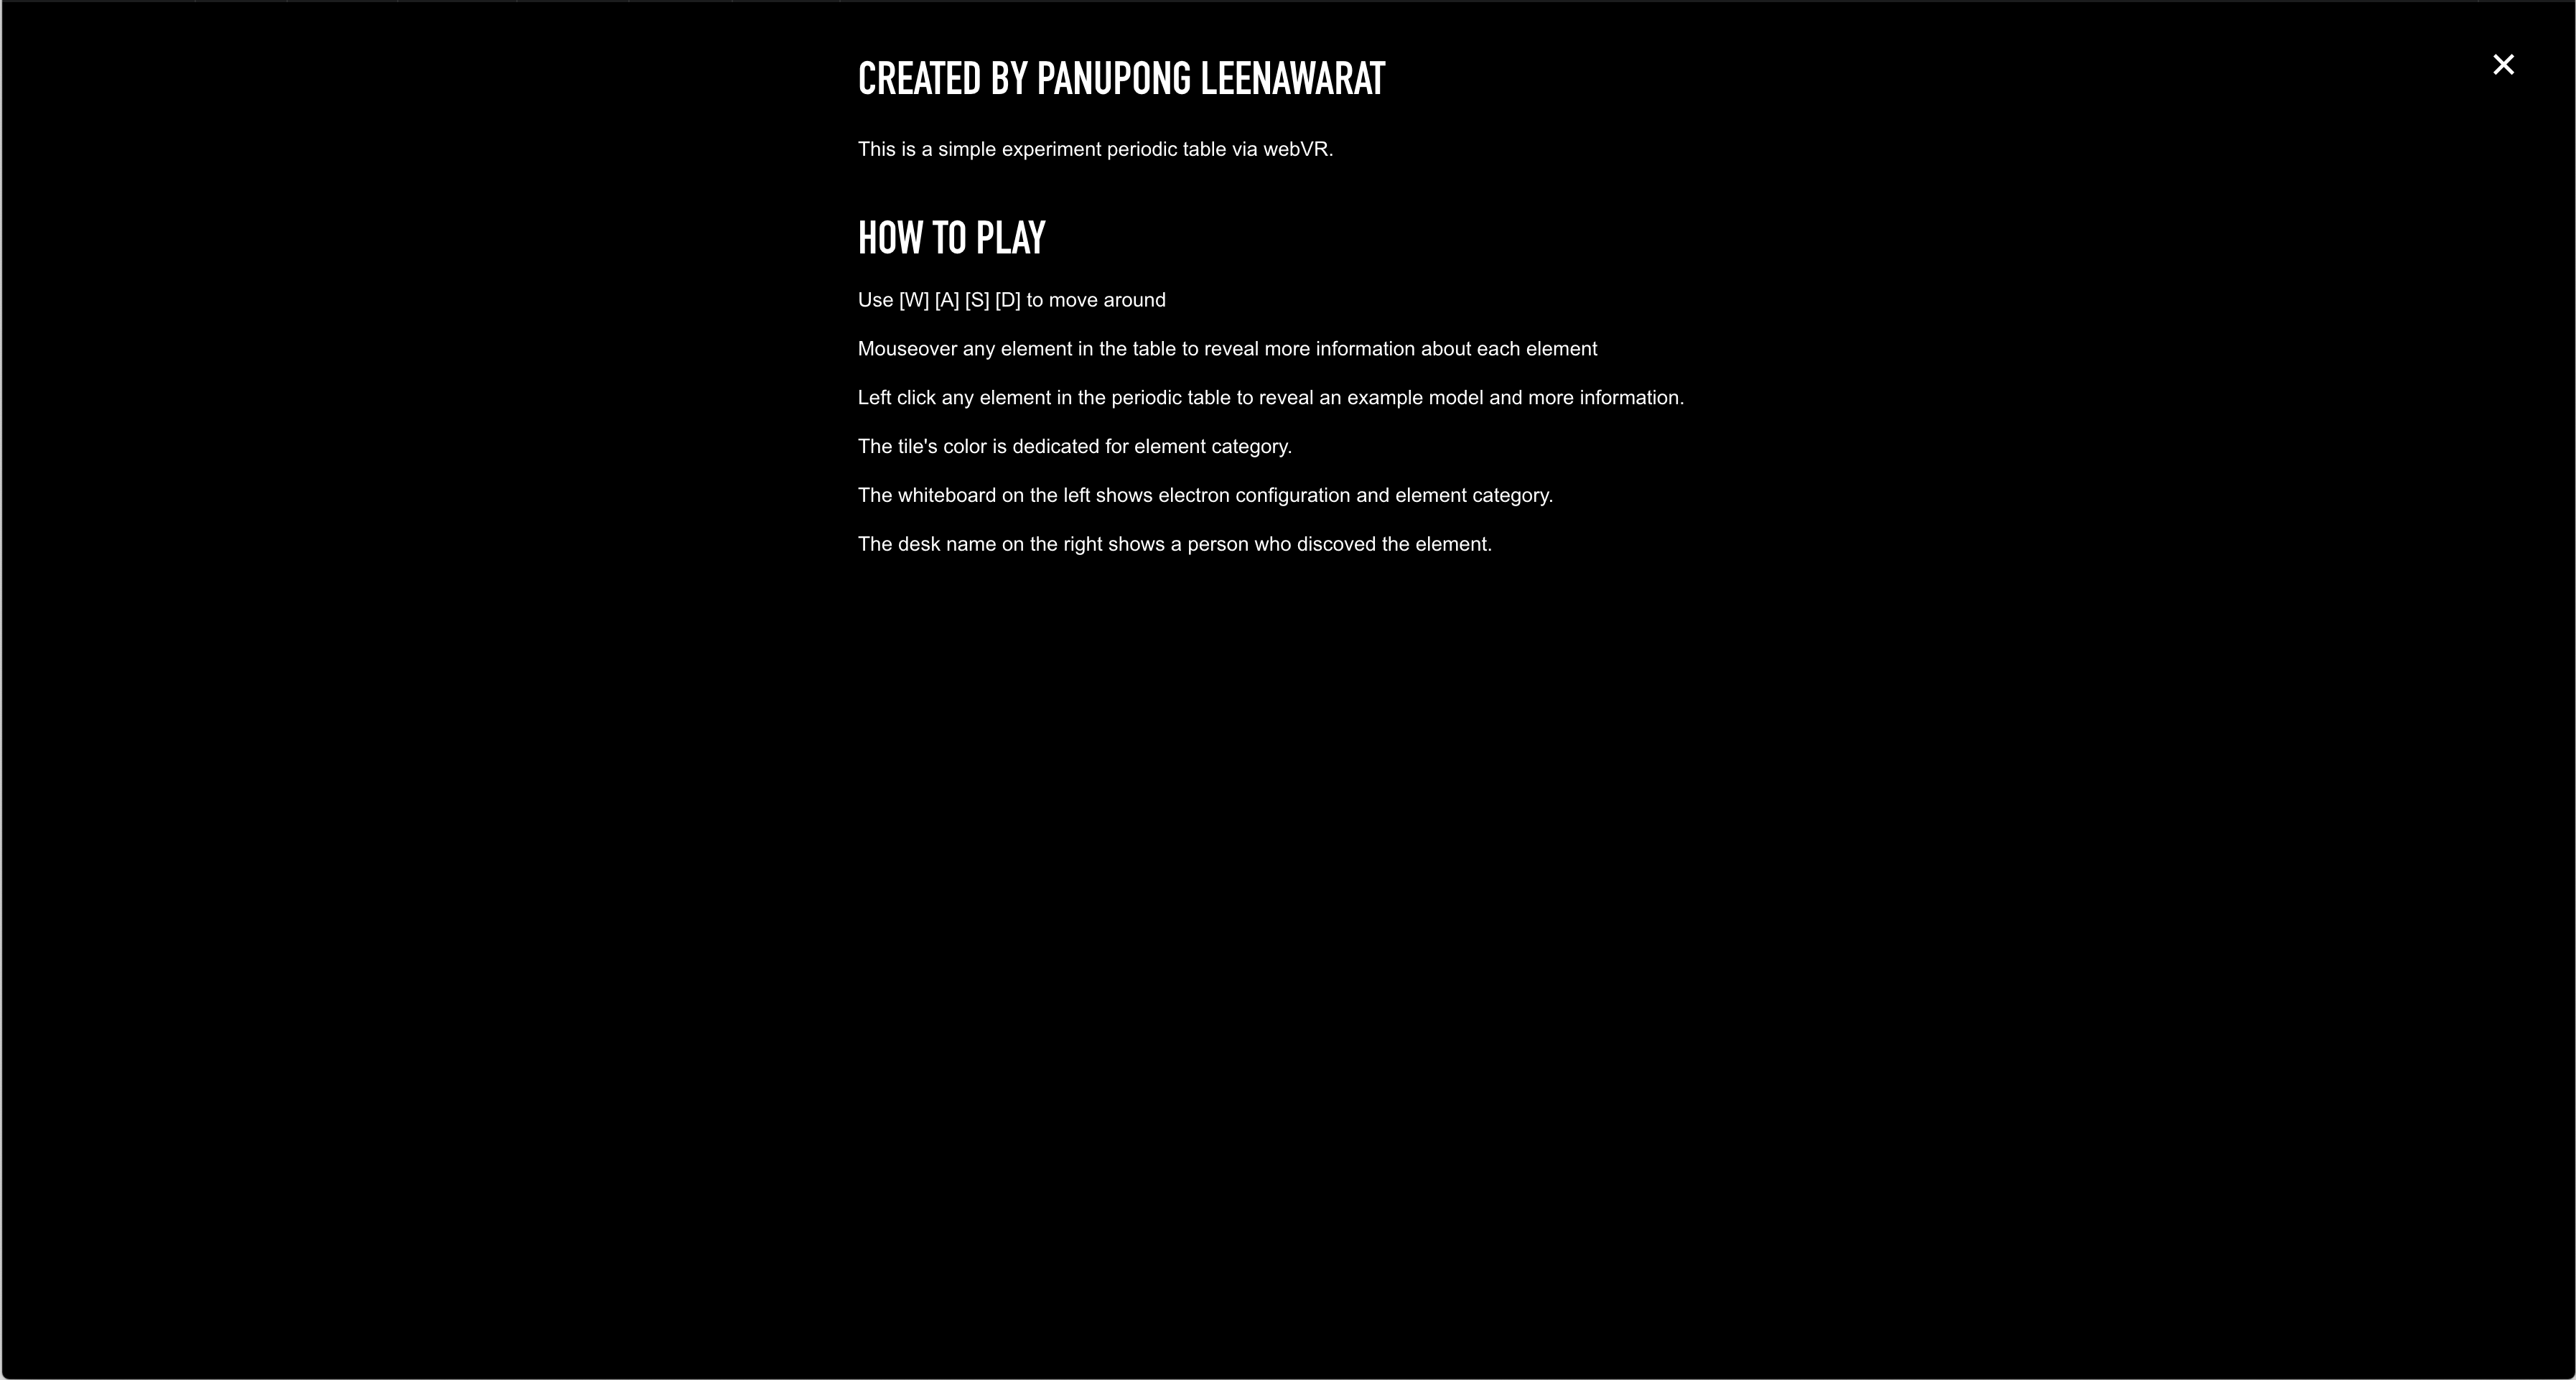 CREATED BY PANUPONG LEENAWARAT
This is a simple experiment periodic table via webVR.
HOW TO PLAY
Use [W] [A] [S] [D] to move around
Mouseover any element in the table to reveal more information about each element
Left click any element in the periodic table to reveal an example model and more information.
The tile's color is dedicated for element category.
The whiteboard on the left shows electron configuration and element category.
The desk name on the right shows a person who discovered the element.